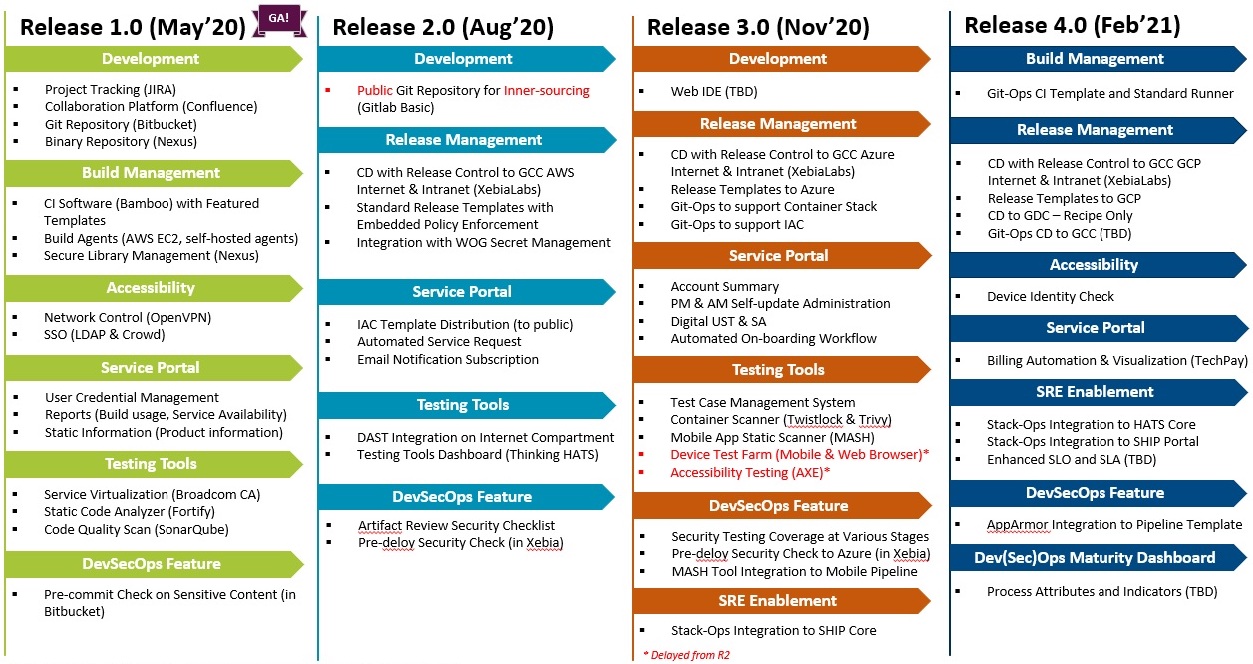 Release 1.0 (May’20)
GA!
Development
▪ Project Tracking (JIRA)
▪ Collaboration Platform (Confluence)
▪ Git Repository (Bitbucket)
▪ Binary Repository (Nexus)
Build Management
▪ CI Software (Bamboo) with Featured
Templates
▪ Build Agents (AWS EC2, self-hosted agents)
▪ Secure Library Management (Nexus)
Accessibility
▪ Network Control (OpenVPN)
▪ SSO (LDAP & Crowd)
Service Portal
▪ User Credential Management
▪ Reports (Build usage, Service Availability)
▪ Static Information (Product information)
Testing Tools
▪ Service Virtualization (Broadcom CA)
▪ Static Code Analyzer (Fortify)
▪ Code Quality Scan (SonarQube)
DevSecOps Feature
▪ Pre-commit Check on Sensitive Content (in
Bitbucket)
Release 2.0 (Aug’20)
Development
▪ Public Git Repository for Inner-sourcing
(Gitlab Basic)
Release Management
▪ CD with Release Control to GCC AWS
Internet & Intranet (XebiaLabs)
▪ Standard Release Templates with
Embedded Policy Enforcement
▪ Integration with WOG Secret Management
Service Portal
▪ IAC Template Distribution (to public)
▪ Automated Service Request
▪ Email Notification Subscription
Testing Tools
▪ DAST Integration on Internet Compartment
▪ Testing Tools Dashboard (Thinking HATS)
DevSecOps Feature
▪ Artifact Review Security Checklist
▪ Pre-deloy Security Check (in Xebia)
Release 3.0 (Nov’20)
Development
▪ Web IDE (TBD)
Release Management
▪ CD with Release Control to GCC Azure
Internet & Intranet (XebiaLabs)
▪ Release Templates to Azure
▪ Git-Ops to support Container Stack
▪ Git-Ops to support IAC
Service Portal
▪ Account Summary
▪ PM & AM Self-update Administration
▪ Digital UST & SA
▪ Automated On-boarding Workflow
Testing Tools
▪ Test Case Management System
▪ Container Scanner (Twistlock & Trivy)
▪ Mobile App Static Scanner (MASH)
▪ Device Test Farm (Mobile & Web Browser)*
▪ Accessibility Testing (AXE)*
DevSecOps Feature
▪ Security Testing Coverage at Various Stages
▪ Pre-deloy Security Check to Azure (in Xebia)
▪ MASH Tool Integration to Mobile Pipeline
SRE Enablement
▪ Stack-Ops Integration to SHIP Core
* Delayed from R2
Release 4.0 (Feb’21)
Build Management
▪ Git-Ops CI Template and Standard Runner
Release Management
▪ CD with Release Control to GCC GCP
Internet & Intranet (XebiaLabs)
▪ Release Templates to GCP
▪ CD to GDC – Recipe Only
▪ Git-Ops CD to GCC (TBD)
Accessibility
▪ Device Identity Check
Service Portal
▪ Billing Automation & Visualization (TechPay)
SRE Enablement
▪ Stack-Ops Integration to HATS Core
▪ Stack-Ops Integration to SHIP Portal
▪ Enhanced SLO and SLA (TBD)
DevSecOps Feature
▪ AppArmor Integration to Pipeline Template
Dev(Sec)Ops Maturity Dashboard
▪ Process Attributes and Indicators (TBD)